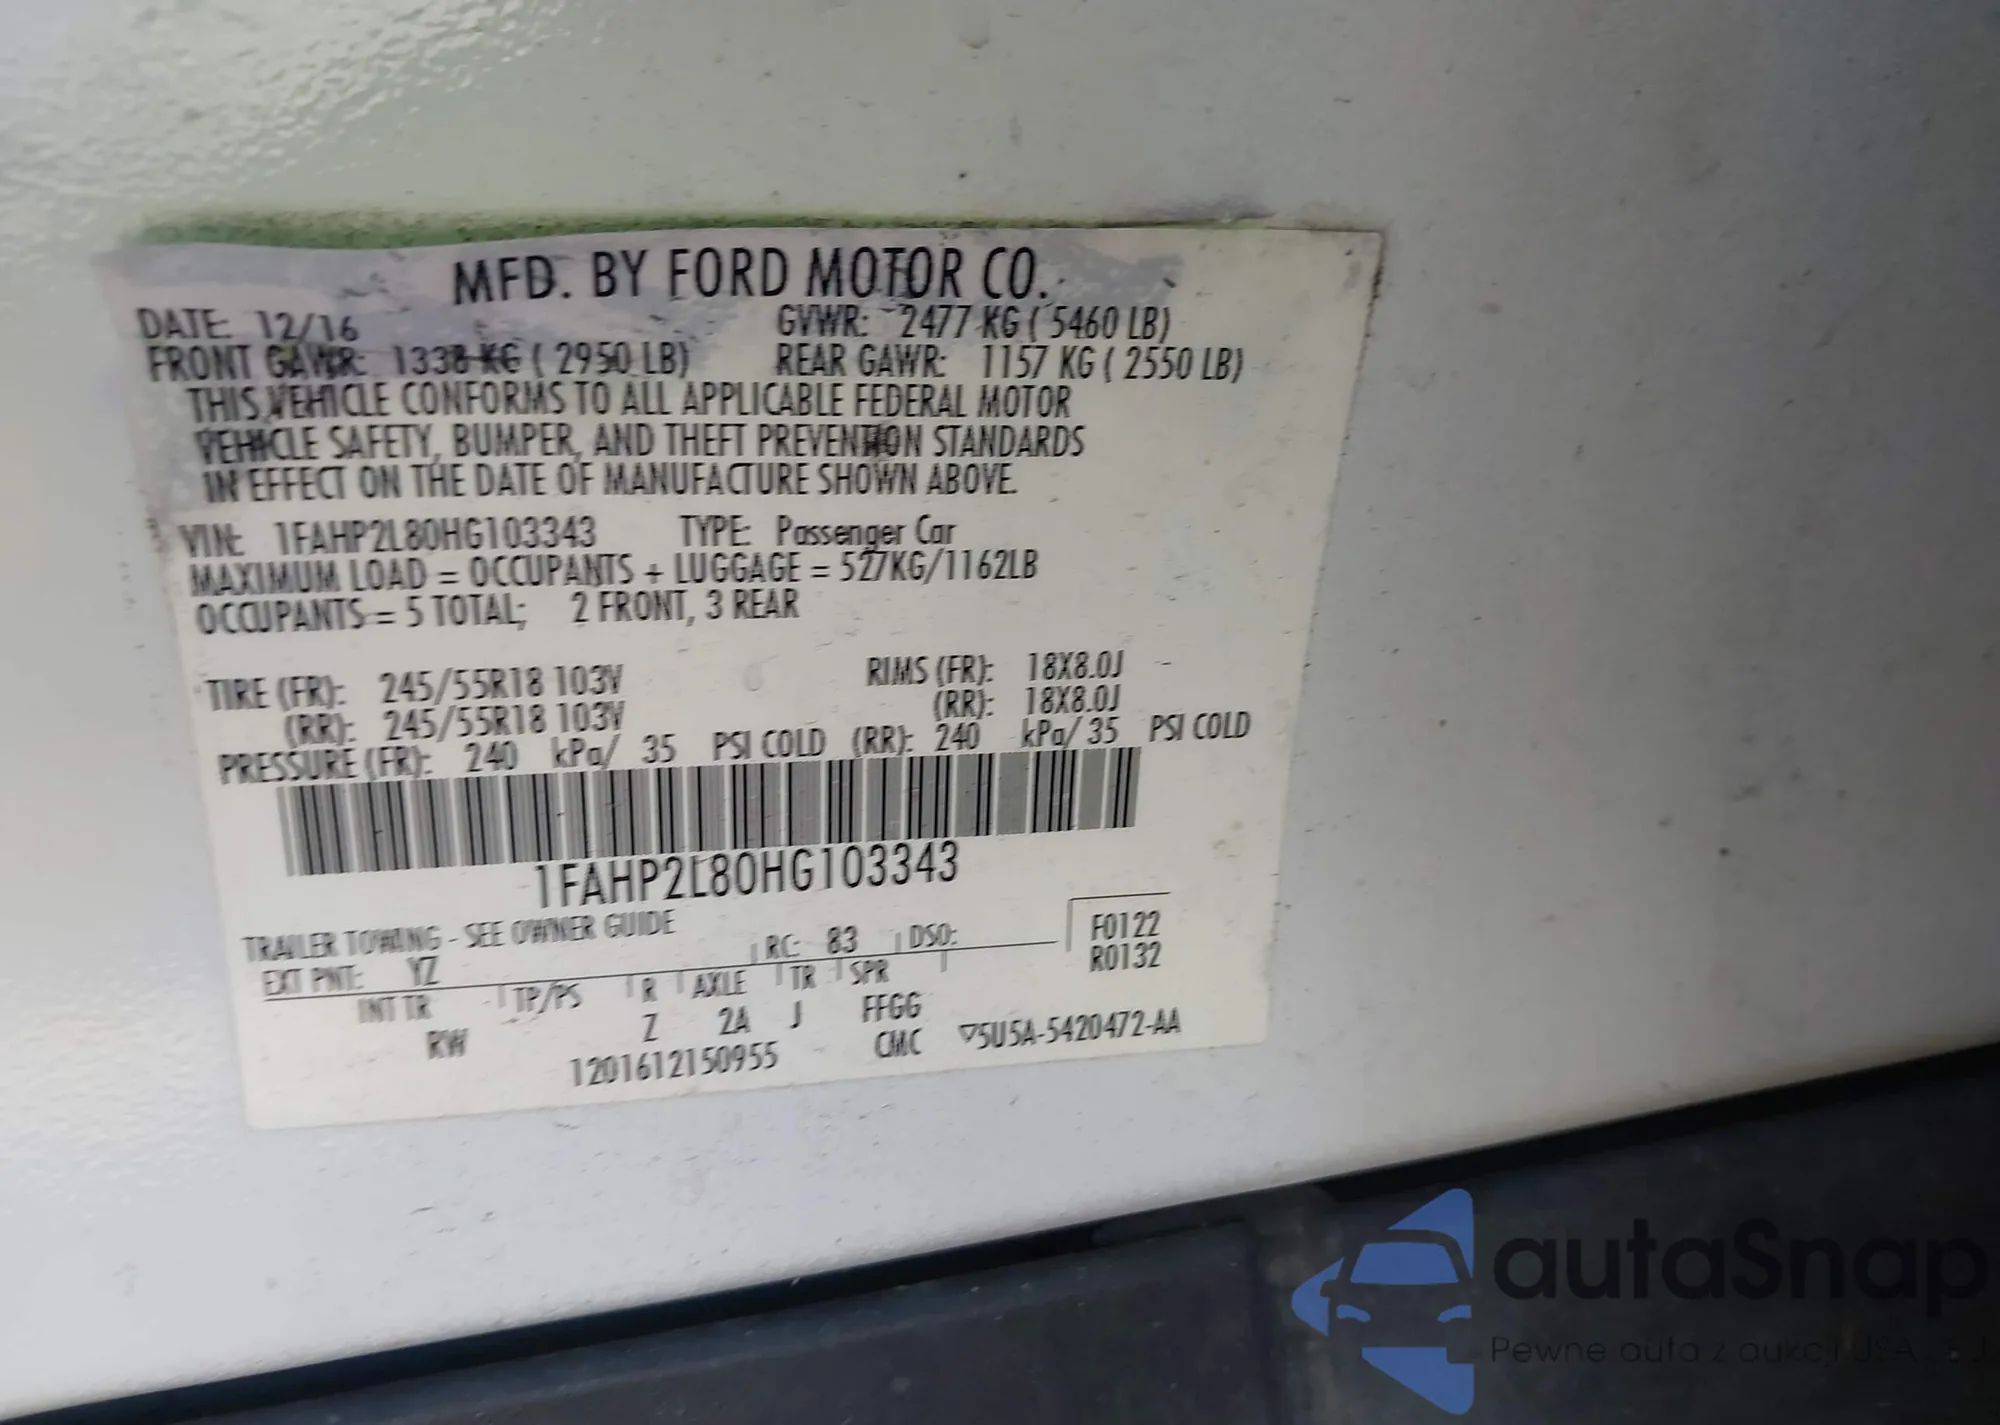 MFD. BY FORD MOTOR CO.
DATE: 12/16 GVWR: 2477 KG ( 5460 LB)
FRONT GAWR: 1338 KG ( 2950 LB) REAR GAWR: 1157 KG ( 2550 LB)
THIS VEHICLE CONFORMS TO ALL APPLICABLE FEDERAL MOTOR
VEHICLE SAFETY, BUMPER, AND THEFT PREVENTION STANDARDS
IN EFFECT ON THE DATE OF MANUFACTURE SHOWN ABOVE.
VIN: 1FAHP2L80HG103343 TYPE: Passenger Car
MAXIMUM LOAD = OCCUPANTS + LUGGAGE = 527KG/1162LB
OCCUPANTS = 5 TOTAL; 2 FRONT, 3 REAR
TIRE (FR): 245/55R18 103V RIMS (FR): 18X8.0J
(RR): 245/55R18 103V (RR): 18X8.0J
PRESSURE (FR): 240 kPa/ 35 PSI COLD (RR): 240 kPa/ 35 PSI COLD
1FAHP2L80HG103343
TRAILER TOWING - SEE OWNER GUIDE
EXT PNT: YZ RC: 83 DSO: F0122
INT TR TP/PS R AXLE TR SPR R0132
RW Z 2A J FFGG
1201612150955 CMC ▽5U5A-5420472-AA
autaSnap
Pewne auta z aukcji USA